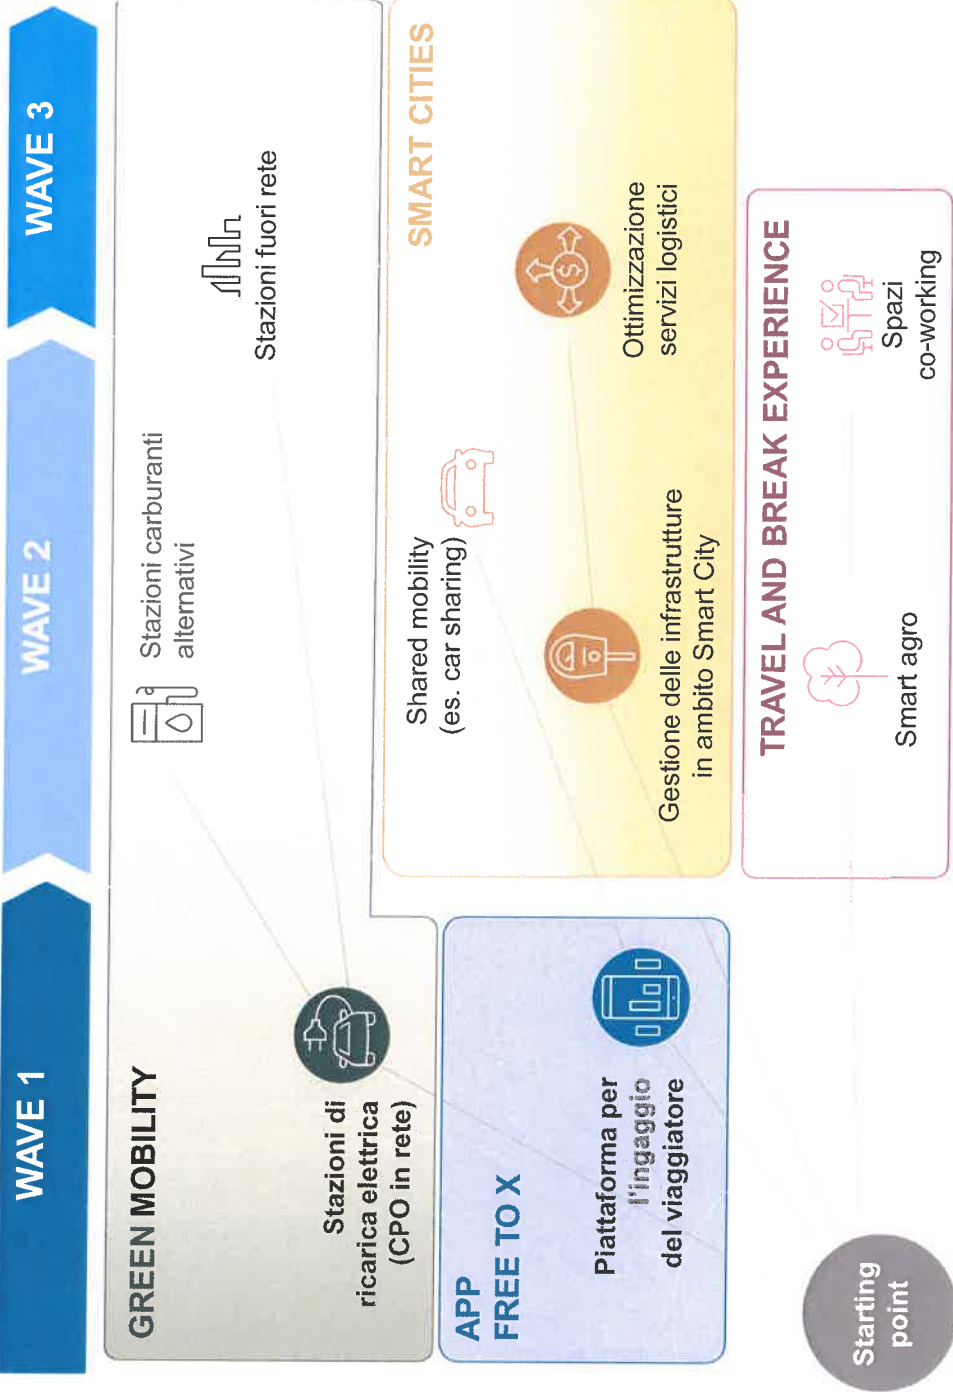 WAVE 1
WAVE 2
WAVE 3
GREEN MOBILITY
Stazioni di
ricarica elettrica
(CPO in rete)
Stazioni carburanti
alternativi
Stazioni fuori rete
APP
FREE TO X
Piattaforma per
l'ingaggio
del viaggiatore
SMART CITIES
Shared mobility
(es. car sharing)
Gestione delle infrastrutture
in ambito Smart City
Ottimizzazione
servizi logistici
TRAVEL AND BREAK EXPERIENCE
Smart agro
Spazi
co-working
Starting
point